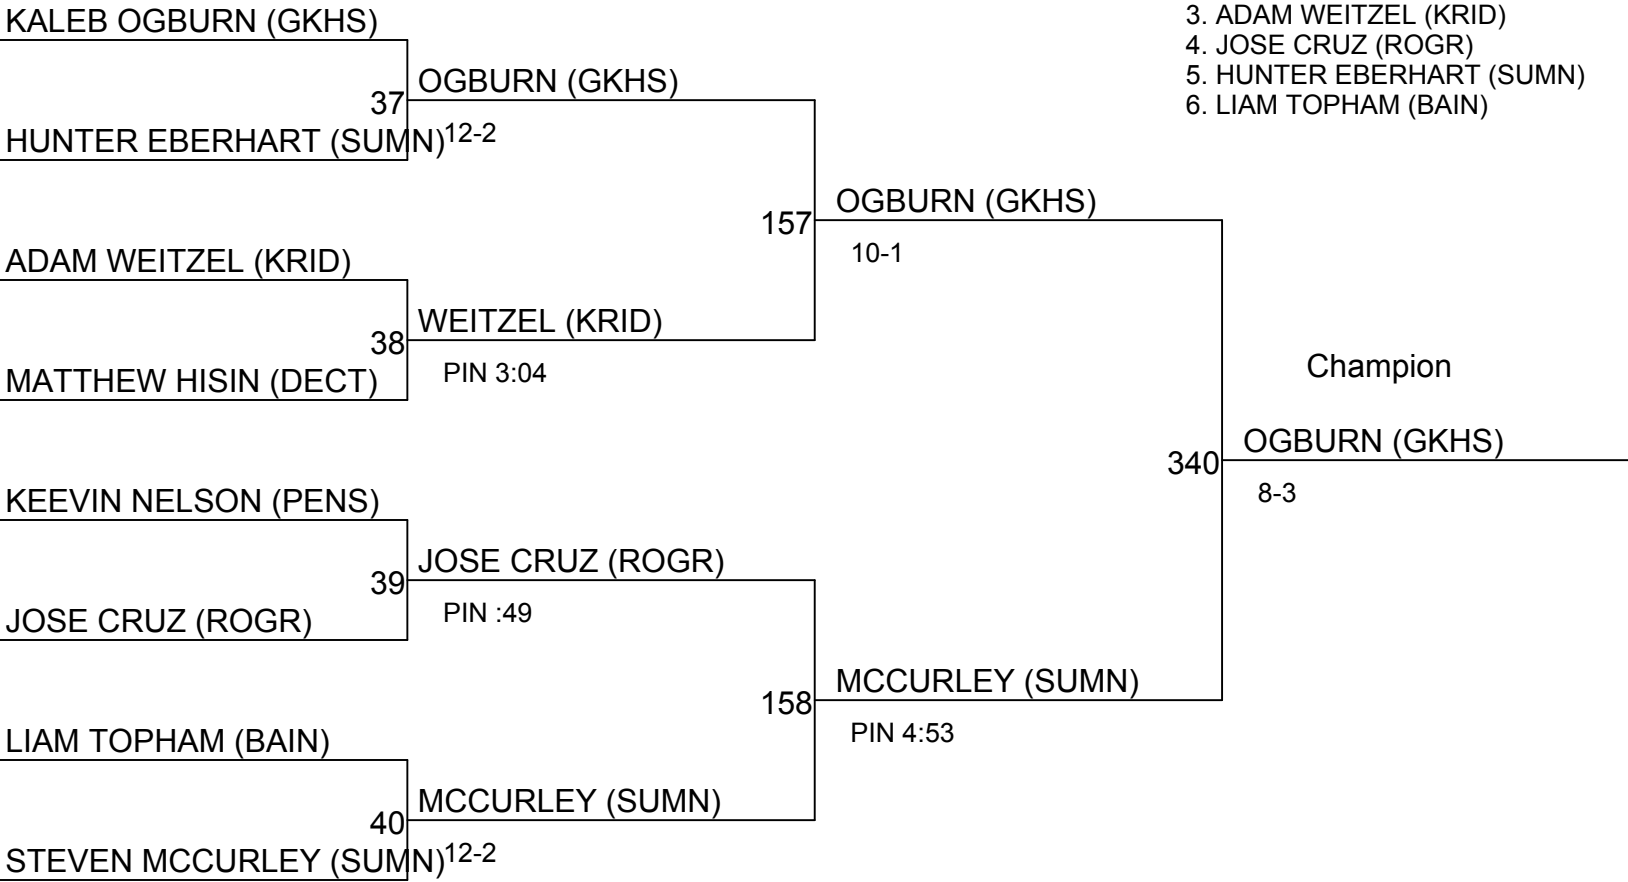 KALEB OGBURN (GKHS)
37
HUNTER EBERHART (SUMN)
OGBURN (GKHS)
12-2
ADAM WEITZEL (KRID)
38
MATTHEW HISIN (DECT)
WEITZEL (KRID)
PIN 3:04
157
OGBURN (GKHS)
10-1
KEEVIN NELSON (PENS)
39
JOSE CRUZ (ROGR)
JOSE CRUZ (ROGR)
PIN :49
LIAM TOPHAM (BAIN)
40
STEVEN MCCURLEY (SUMN)
MCCURLEY (SUMN)
12-2
158
MCCURLEY (SUMN)
PIN 4:53
340
Champion
OGBURN (GKHS)
8-3
3. ADAM WEITZEL (KRID)
4. JOSE CRUZ (ROGR)
5. HUNTER EBERHART (SUMN)
6. LIAM TOPHAM (BAIN)